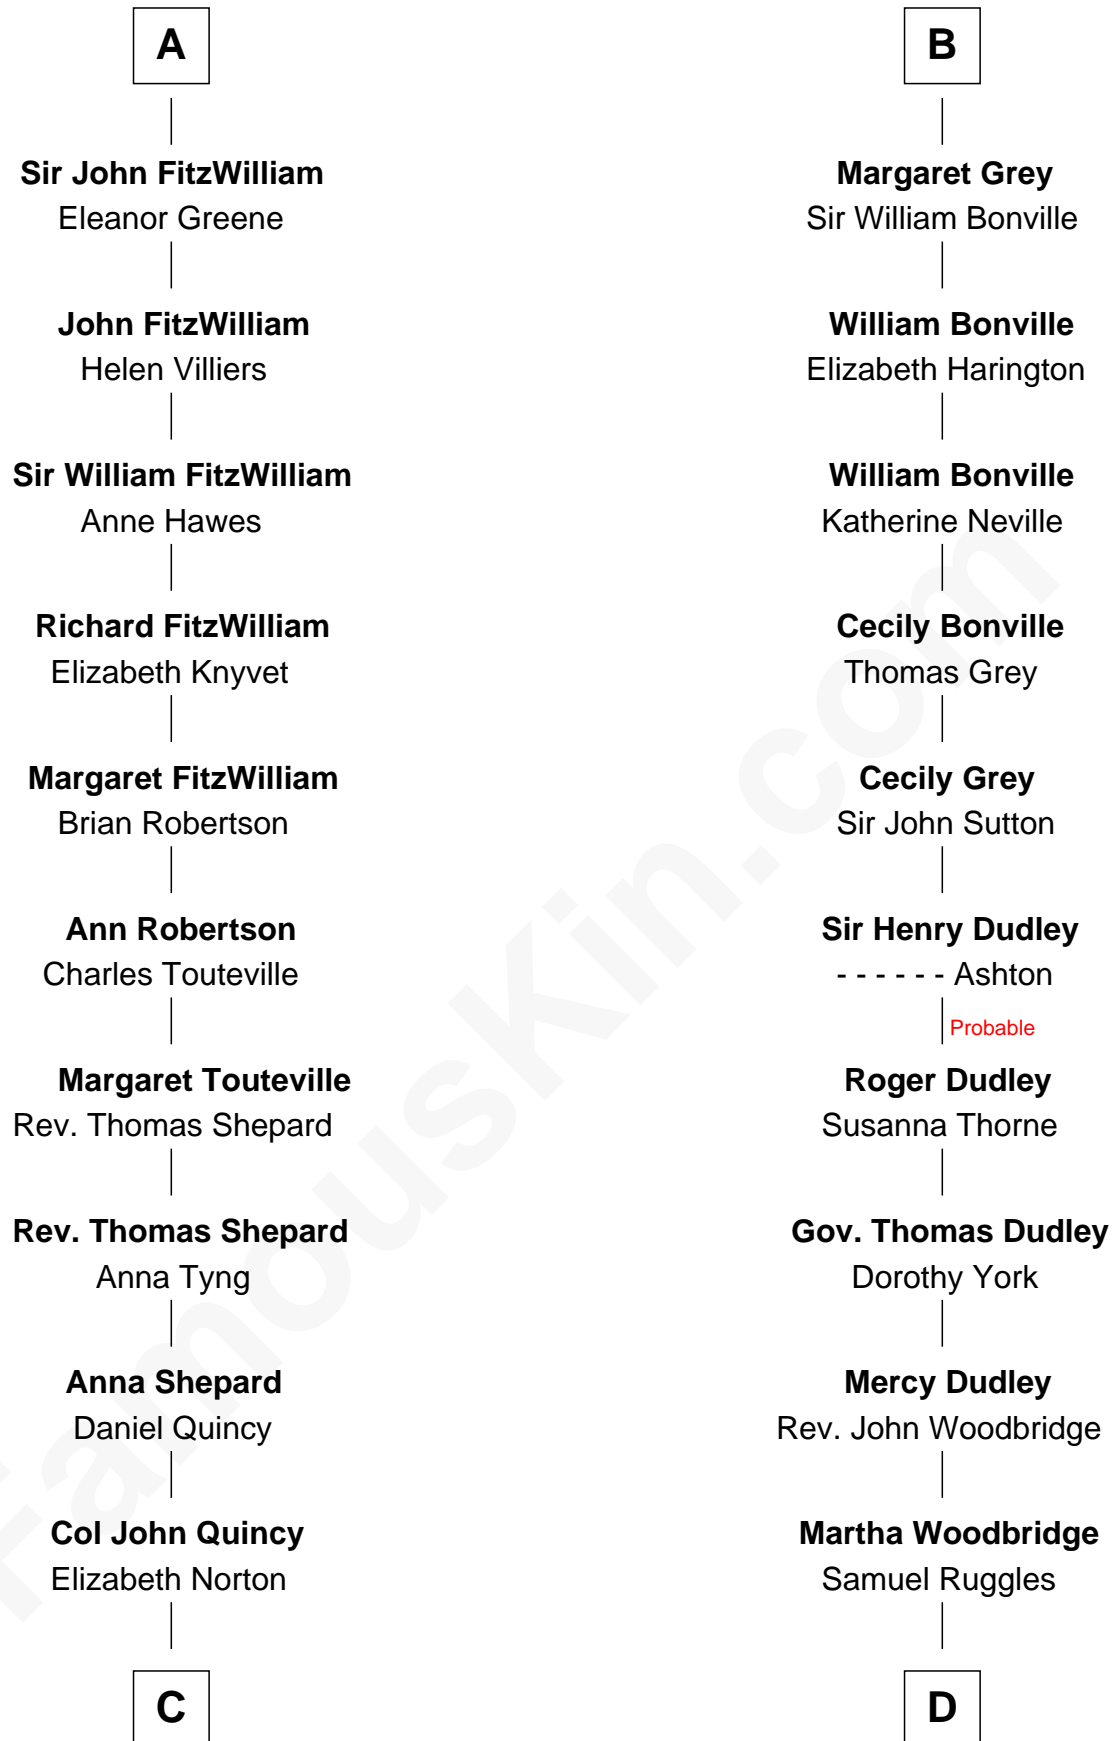 A
Sir John FitzWilliam
Eleanor Greene
John FitzWilliam
Helen Villiers
Sir William FitzWilliam
Anne Hawes
Richard FitzWilliam
Elizabeth Knyvet
Margaret FitzWilliam
Brian Robertson
Ann Robertson
Charles Touteville
Margaret Touteville
Rev. Thomas Shepard
Rev. Thomas Shepard
Anna Tyng
Anna Shepard
Daniel Quincy
Col John Quincy
Elizabeth Norton
C
B
Margaret Grey
Sir William Bonville
William Bonville
Elizabeth Harington
William Bonville
Katherine Neville
Cecily Bonville
Thomas Grey
Cecily Grey
Sir John Sutton
Sir Henry Dudley
- - - - - - Ashton
Probable
Roger Dudley
Susanna Thorne
Gov. Thomas Dudley
Dorothy York
Mercy Dudley
Rev. John Woodbridge
Martha Woodbridge
Samuel Ruggles
D
FamousKin.com